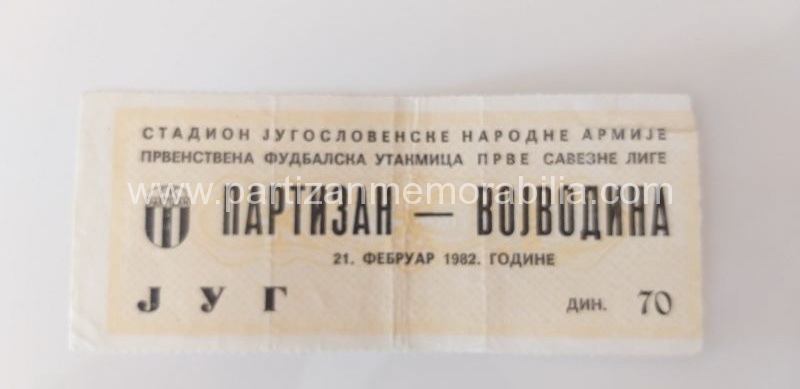 СТАДИОН ЈУГОСЛОВЕНСКЕ НАРОДНЕ АРМИЈЕ
ПРВЕНСТВЕНА ФУДБАЛСКА УТАКМИЦА ПРВЕ САВЕЗНЕ ЛИГЕ
www.partizanmemorabilia.com
ПАРТИЗАН — ВОЈВОДИНА
21. ФЕБРУАР 1982. ГОДИНЕ
ЈУГ ДИН. 70